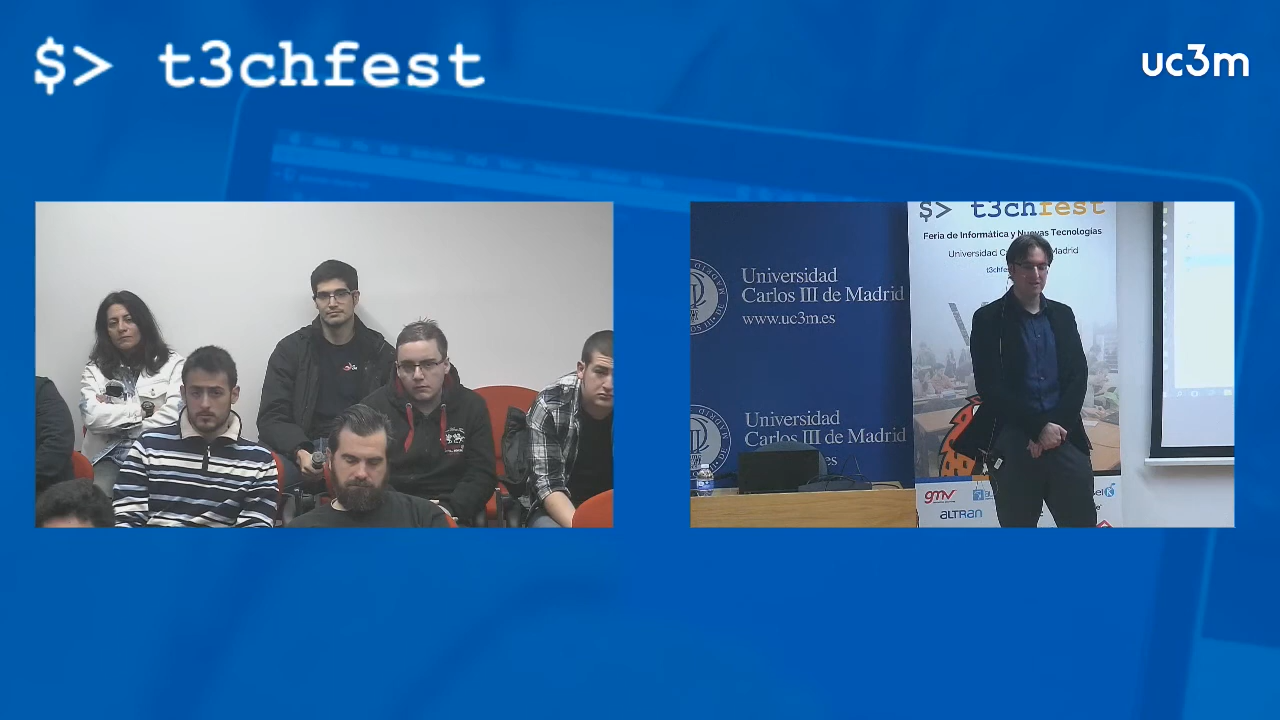 $> t3chfest
uc3m
$> t3chfest
Feria de Informática y Nuevas Tecnologías
Universidad
Carlos III de Madrid
www.uc3m.es
Universidad
Carlos III de Madrid
gmv
ALTRAN